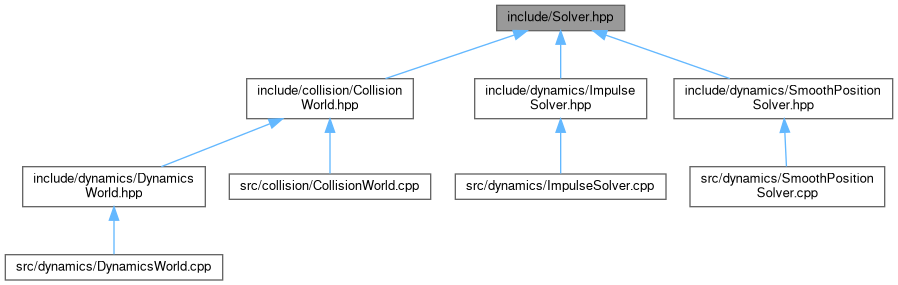 include/Solver.hpp
include/collision/Collision
World.hpp
include/dynamics/Impulse
Solver.hpp
include/dynamics/SmoothPosition
Solver.hpp
include/dynamics/Dynamics
World.hpp
src/collision/CollisionWorld.cpp
src/dynamics/ImpulseSolver.cpp
src/dynamics/SmoothPosition
Solver.cpp
src/dynamics/DynamicsWorld.cpp